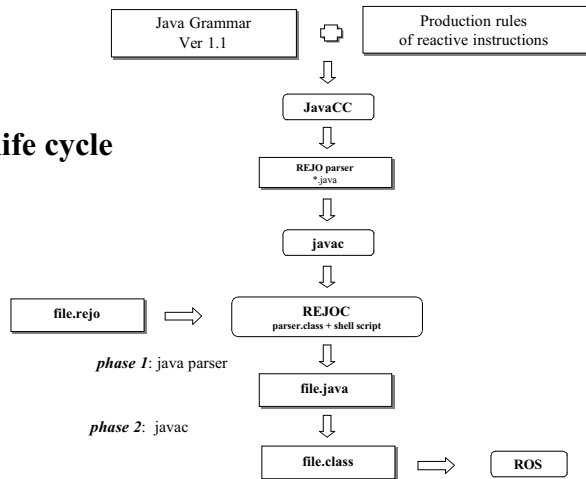 Java Grammar
Ver 1.1
Production rules
of reactive instructions
JavaCC
life cycle
REJO parser
*.java
javac
file.rejo
REJOC
parser.class + shell script
phase 1: java parser
file.java
phase 2: javac
file.class
ROS